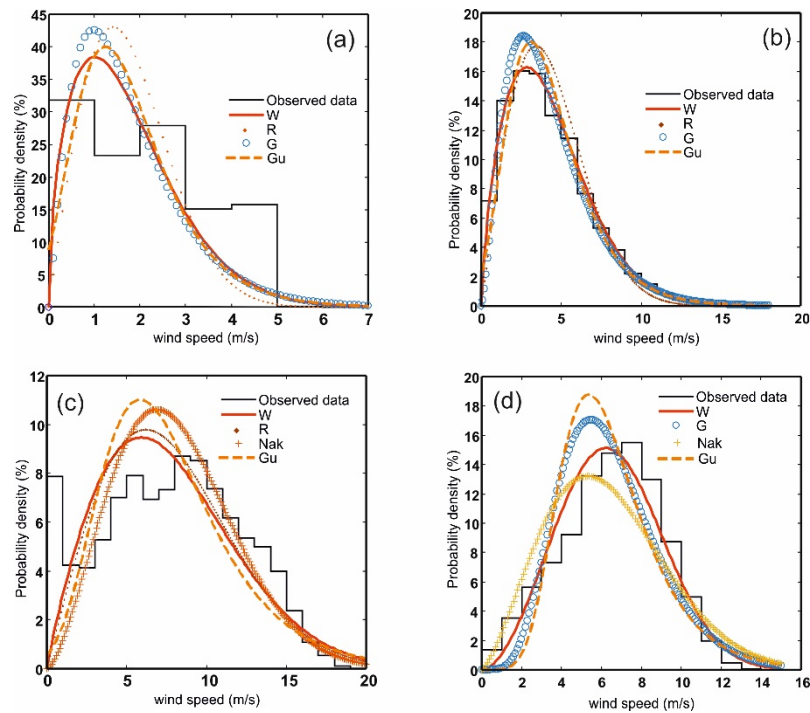 (a)
45
40
35
30
25
20
15
10
5
0
Probability density (%)
Observed data
W
R
G
Gu
0 1 2 3 4 5 6 7
wind speed (m/s)
(b)
20
18
16
14
12
10
8
6
4
2
0
Probability density (%)
Observed data
W
R
G
Gu
0 5 10 15 20
wind speed (m/s)
(c)
12
10
8
6
4
2
0
Probability density (%)
Observed data
W
R
Nak
Gu
0 5 10 15 20
wind speed (m/s)
(d)
20
18
16
14
12
10
8
6
4
2
0
Probability density (%)
Observed data
W
G
Nak
Gu
0 2 4 6 8 10 12 14 16
wind speed (m/s)